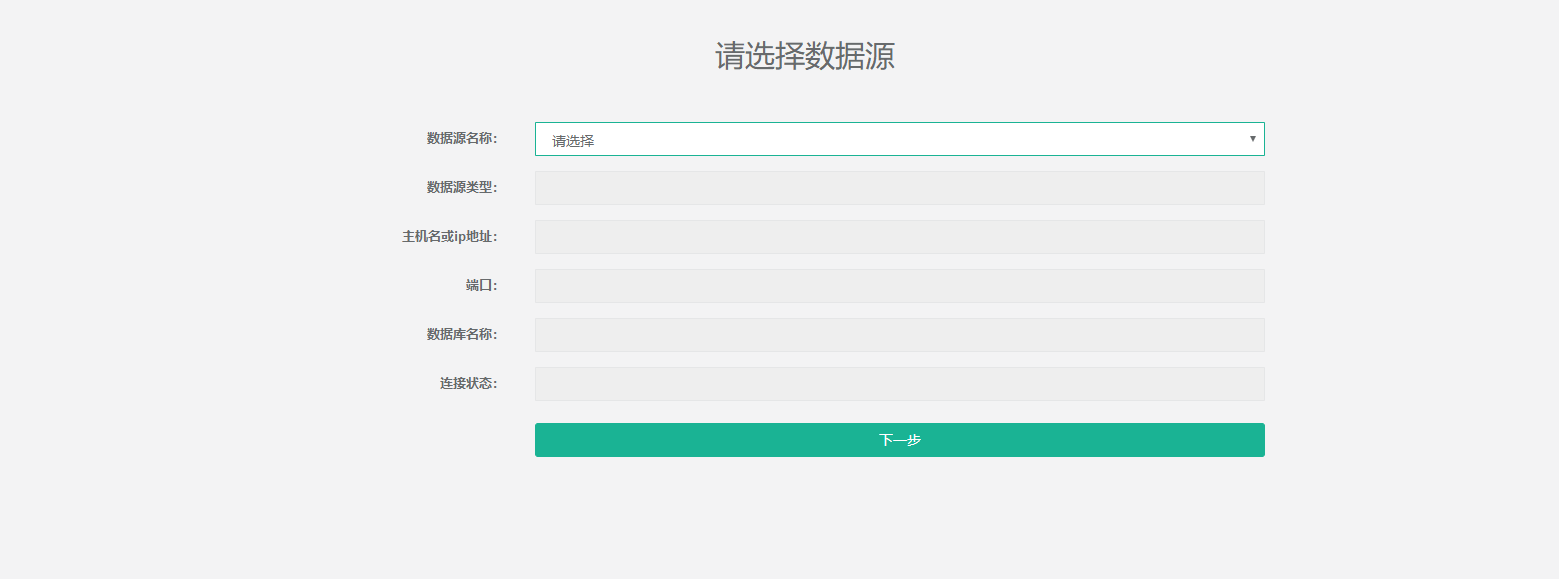 请选择数据源
数据源名称：
请选择
数据源类型：
主机名或ip地址：
端口：
数据库名称：
连接状态：
下一步